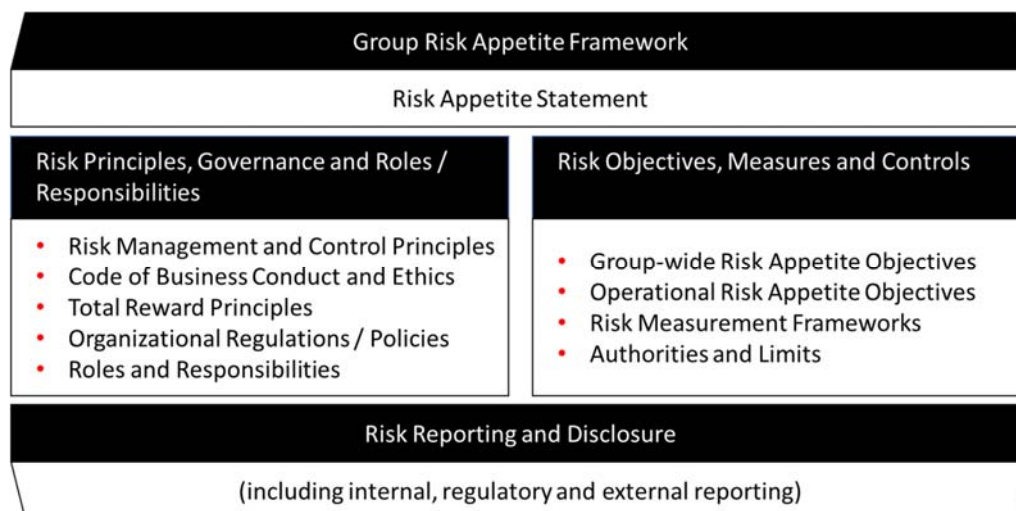 Group Risk Appetite Framework
Risk Appetite Statement
Risk Principles, Governance and Roles /
Responsibilities
• Risk Management and Control Principles
• Code of Business Conduct and Ethics
• Total Reward Principles
• Organizational Regulations / Policies
• Roles and Responsibilities
Risk Objectives, Measures and Controls
• Group-wide Risk Appetite Objectives
• Operational Risk Appetite Objectives
• Risk Measurement Frameworks
• Authorities and Limits
Risk Reporting and Disclosure
(including internal, regulatory and external reporting)